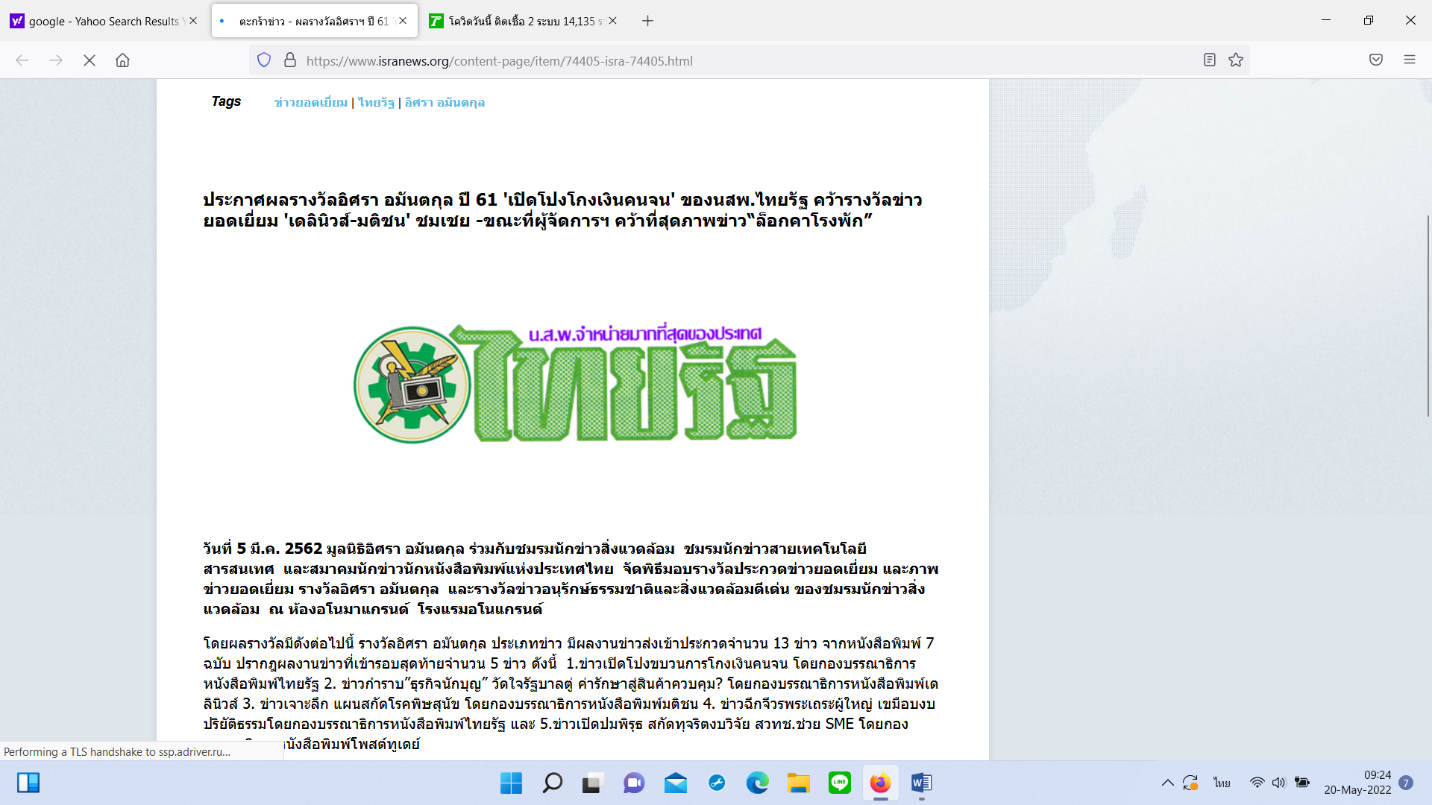 google - Yahoo Search Results
ตะกร้าข่าว - ผลรางวัลอิศราฯ ปี 61
โควิดวันนี้ ติดเชื้อ 2 ระบบ 14,135
https://www.isranews.org/content-page/item/74405-isra-74405.html
Tags ข่าวยอดเยี่ยม | ไทยรัฐ | อิศรา อมันตกุล
ประกาศผลรางวัลอิศรา อมันตกุล ปี 61 'เปิดโปงโกงเงินคนจน' ของนสพ.ไทยรัฐ คว้ารางวัลข่าว
ยอดเยี่ยม 'เดลินิวส์-มติชน' ชมเชย -ขณะที่ผู้จัดการฯ คว้าที่สุดภาพข่าว“ล็อกคาโรงพัก”
น.ส.พ.จำหน่ายมากที่สุดของประเทศ
ไทยรัฐ
วันที่ 5 มี.ค. 2562 มูลนิธิอิศรา อมันตกุล ร่วมกับชมรมนักข่าวสิ่งแวดล้อม ชมรมนักข่าวสายเทคโนโลยี
สารสนเทศ และสมาคมนักข่าวนักหนังสือพิมพ์แห่งประเทศไทย จัดพิธีมอบรางวัลประกวดข่าวยอดเยี่ยม และภาพ
ข่าวยอดเยี่ยม รางวัลอิศรา อมันตกุล และรางวัลข่าวอนุรักษ์ธรรมชาติและสิ่งแวดล้อมดีเด่น ของชมรมนักข่าวสิ่ง
แวดล้อม ณ ห้องอโนมาแกรนด์ โรงแรมอโนแกรนด์
โดยผลรางวัลมีดังต่อไปนี้ รางวัลอิศรา อมันตกุล ประเภทข่าว มีผลงานข่าวส่งเข้าประกวดจำนวน 13 ข่าว จากหนังสือพิมพ์ 7
ฉบับ ปรากฎผลงานข่าวที่เข้ารอบสุดท้ายจำนวน 5 ข่าว ดังนี้ 1.ข่าวเปิดโปงขบวนการโกงเงินคนจน โดยกองบรรณาธิการ
หนังสือพิมพ์ไทยรัฐ 2. ข่าวกำราบ”ธุรกิจนักบุญ” วัดใจรัฐบาลตู่ ค่ารักษาสู่สินค้าควบคุม? โดยกองบรรณาธิการหนังสือพิมพ์เด
ลินิวส์ 3. ข่าวเจาะลึก แผนสกัดโรคพิษสุนัข โดยกองบรรณาธิการหนังสือพิมพ์มติชน 4. ข่าวฉีกจีวรพระเถระผู้ใหญ่ เขมือบงบ
ปริยัติธรรมโดยกองบรรณาธิการหนังสือพิมพ์ไทยรัฐ และ 5.ข่าวเปิดปมพิรุธ สกัดทุจริตงบวิจัย สวทช.ช่วย SME โดยกอง
นังสือพิมพ์โพสต์ทูเดย์
Performing a TLS handshake to ssp.adriver.ru...
LINE
ไทย
09:24
20-May-2022
7